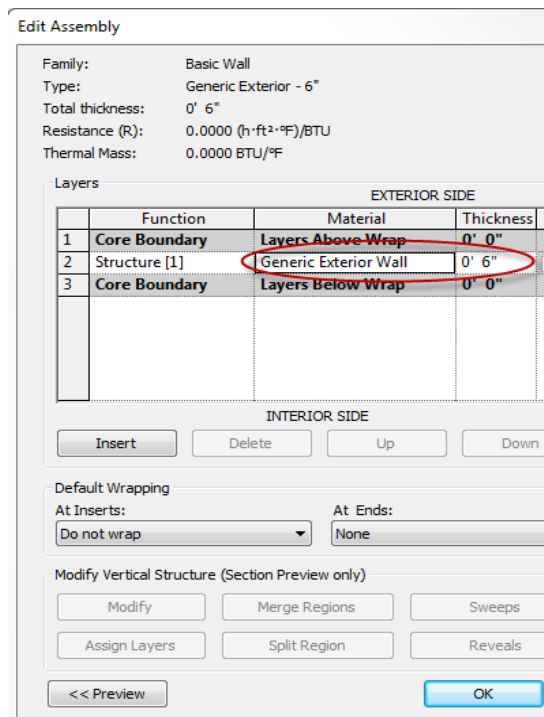 Edit Assembly
Family: Basic Wall
Type: Generic Exterior - 6"
Total thickness: 0' 6"
Resistance (R): 0.0000 (h·ft²·°F)/BTU
Thermal Mass: 0.0000 BTU/°F
Layers
EXTERIOR SIDE
Function Material Thickness
1 Core Boundary Layers Above Wrap 0' 0"
2 Structure [1] Generic Exterior Wall 0' 6"
3 Core Boundary Layers Below Wrap 0' 0"
INTERIOR SIDE
Insert Delete Up Down
Default Wrapping
At Inserts: At Ends:
Do not wrap None
Modify Vertical Structure (Section Preview only)
Modify Merge Regions Sweeps
Assign Layers Split Region Reveals
<< Preview OK